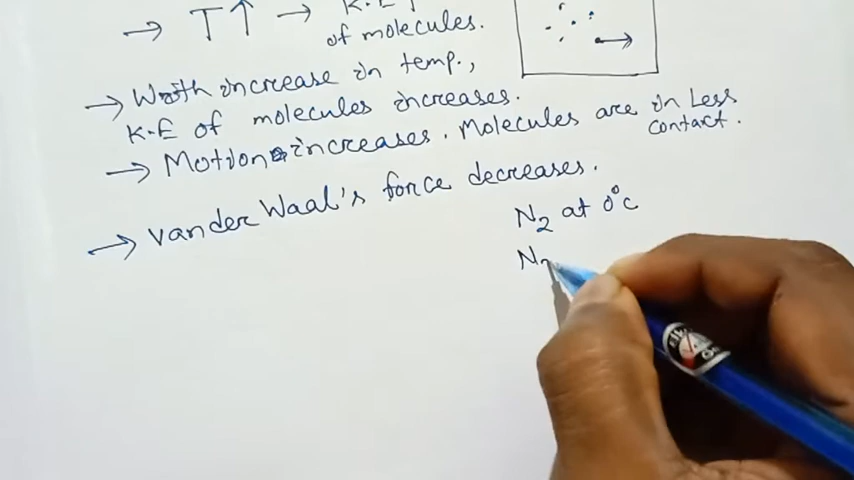 → T↑ → K.E↑
of molecules.
→ With increase in temp.,
K.E of molecules increases.
→ Motion increases. Molecules are in Less
contact.
→ Vander Waal's force decreases.
N₂ at 0°C
N₂